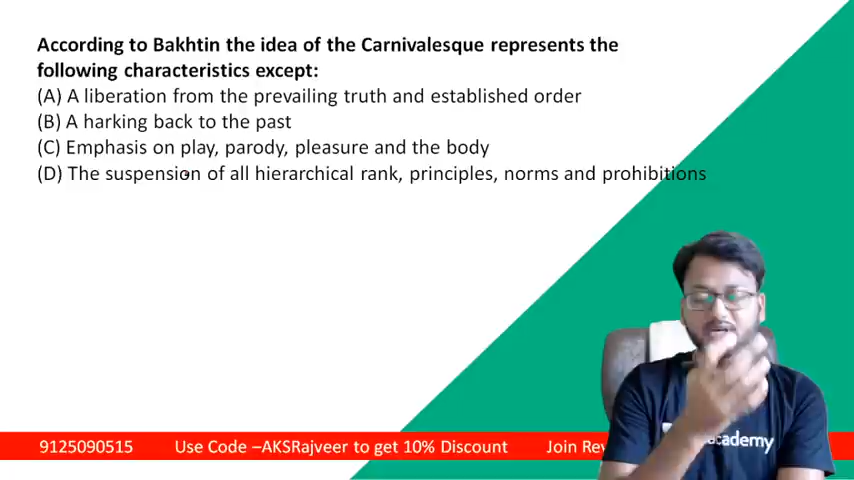 According to Bakhtin the idea of the Carnivalesque represents the
following characteristics except:
(A) A liberation from the prevailing truth and established order
(B) A harking back to the past
(C) Emphasis on play, parody, pleasure and the body
(D) The suspension of all hierarchical rank, principles, norms and prohibitions
9125090515 Use Code –AKSRajveer to get 10% Discount Join